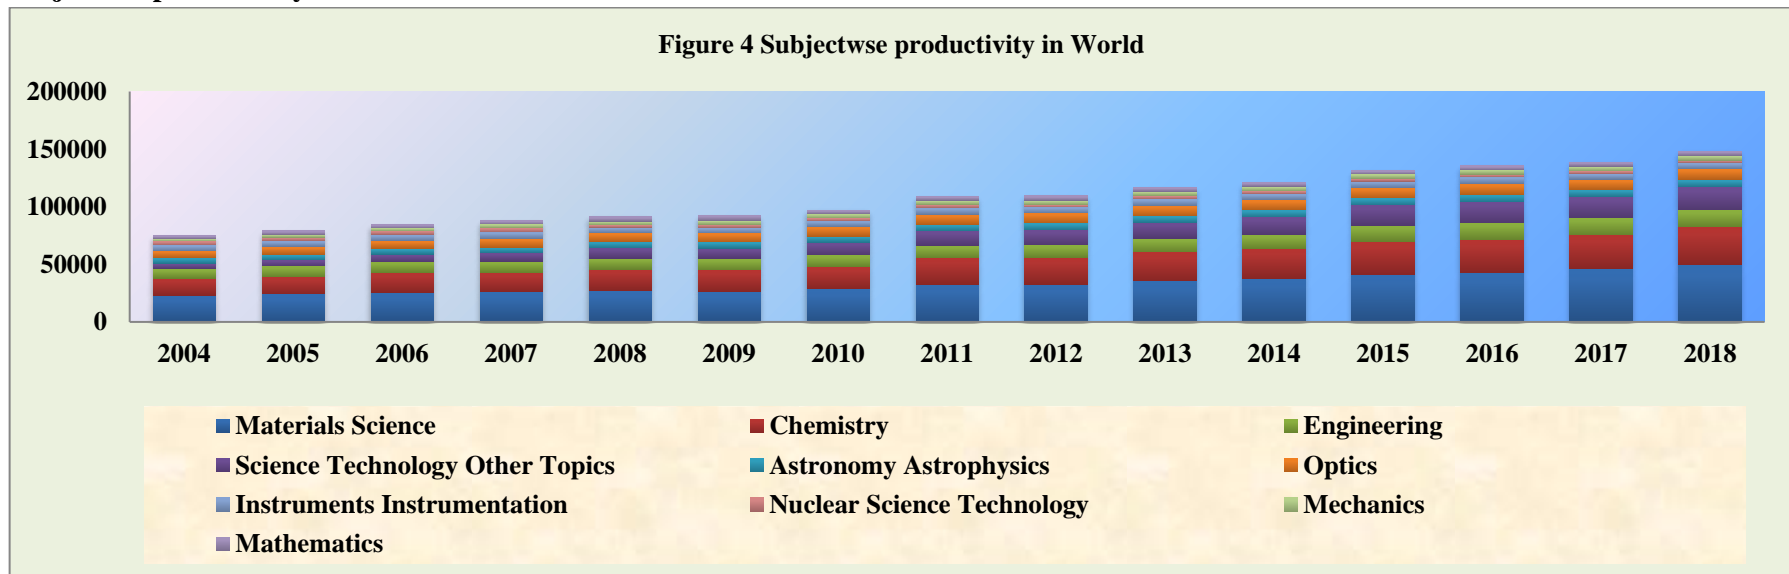 Figure 4 Subjectwse productivity in World
200000
150000
100000
50000
0
2004 2005 2006 2007 2008 2009 2010 2011 2012 2013 2014 2015 2016 2017 2018
Materials Science Chemistry Engineering
Science Technology Other Topics Astronomy Astrophysics Optics
Instruments Instrumentation Nuclear Science Technology Mechanics
Mathematics